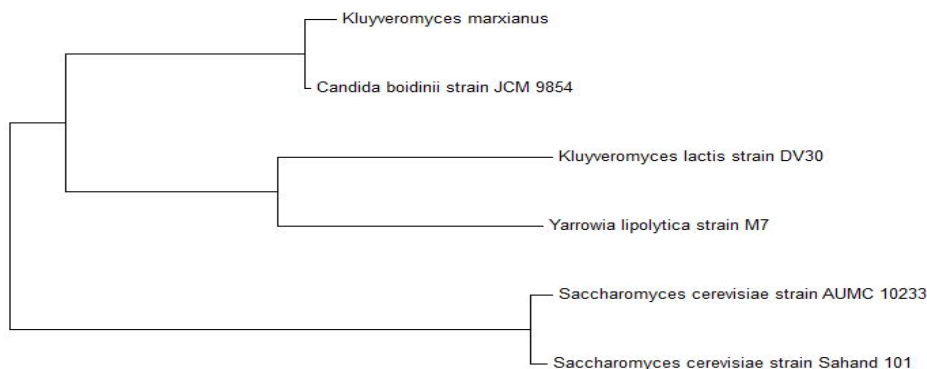 Kluyveromyces marxianus
Candida boidinii strain JCM 9854
Kluyveromyces lactis strain DV30
Yarrowia lipolytica strain M7
Saccharomyces cerevisiae strain AUMC 10233
Saccharomyces cerevisiae strain Sahand 101